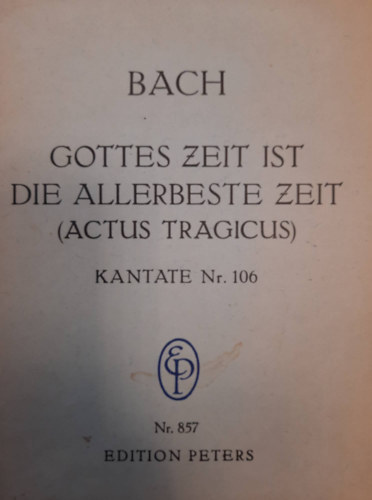 BACH
GOTTES ZEIT IST
DIE ALLERBESTE ZEIT
(ACTUS TRAGICUS)
KANTATE Nr. 106
EP
Nr. 857
EDITION PETERS